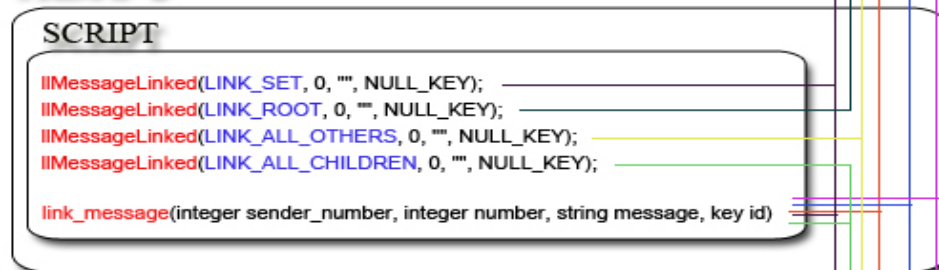 SCRIPT
llMessageLinked(LINK_SET, 0, "", NULL_KEY);
llMessageLinked(LINK_ROOT, 0, "", NULL_KEY);
llMessageLinked(LINK_ALL_OTHERS, 0, "", NULL_KEY);
llMessageLinked(LINK_ALL_CHILDREN, 0, "", NULL_KEY);
link_message(integer sender_number, integer number, string message, key id)